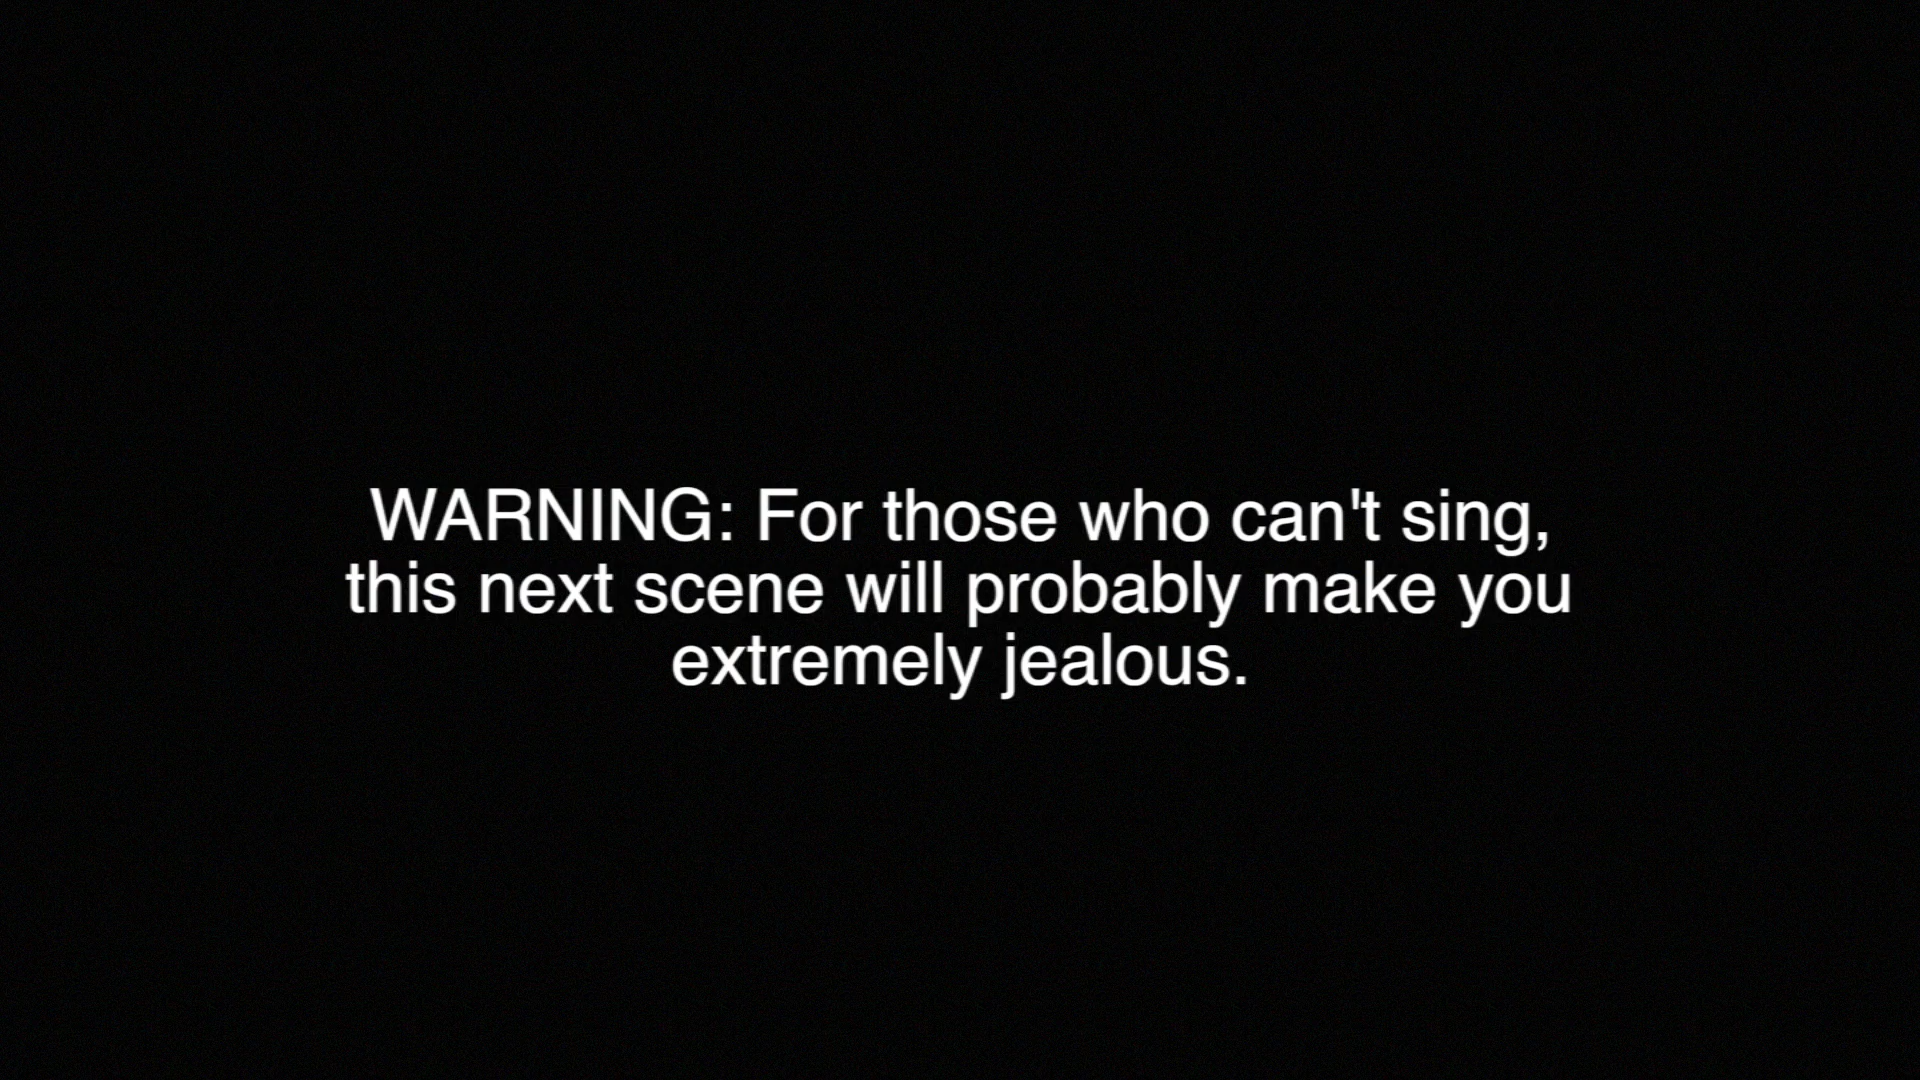 WARNING: For those who can't sing,
this next scene will probably make you
extremely jealous.